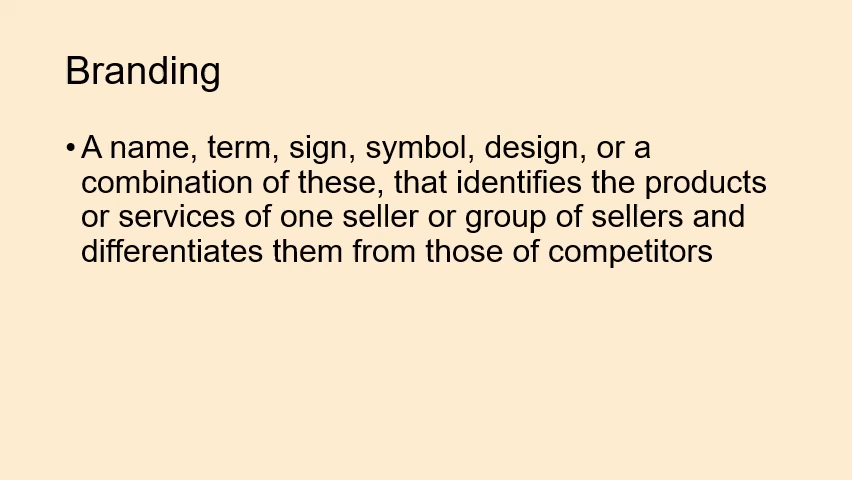 Branding
• A name, term, sign, symbol, design, or a
combination of these, that identifies the products
or services of one seller or group of sellers and
differentiates them from those of competitors